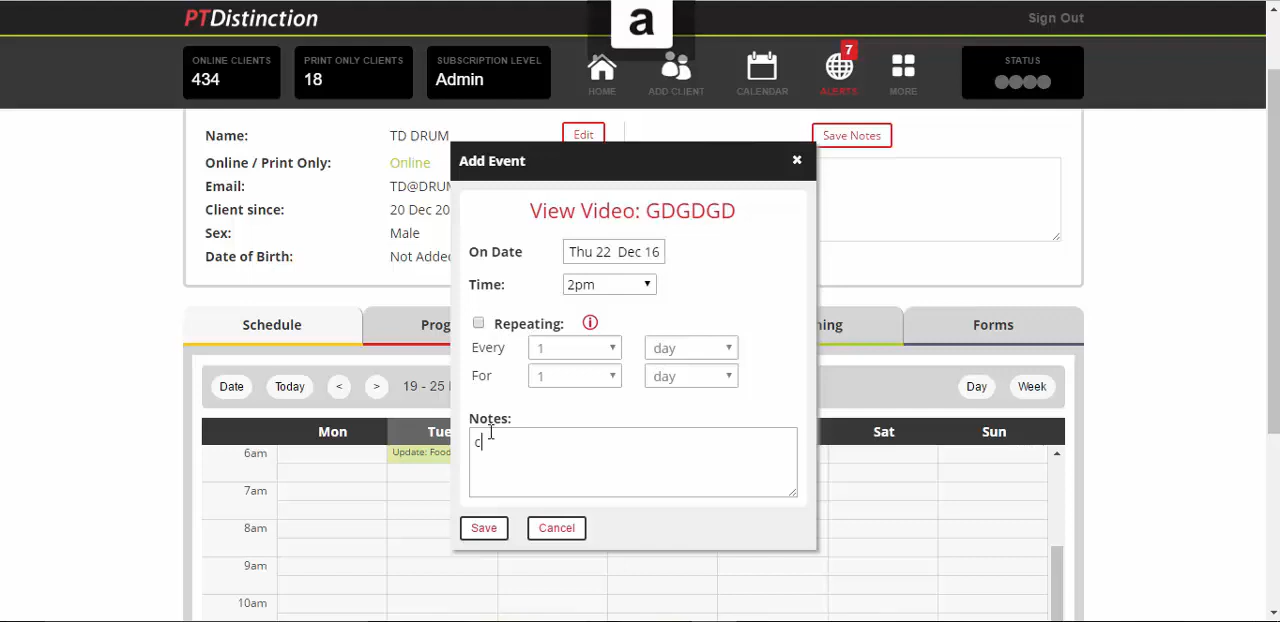 a
PTDistinction
Sign Out
ONLINE CLIENTS
434
PRINT ONLY CLIENTS
18
SUBSCRIPTION LEVEL
Admin
HOME
ADD CLIENT
CALENDAR
7
ALERTS
MORE
STATUS
Name: TD DRUM
Edit
Save Notes
Online / Print Only: Online
Email: TD@DRUM
Client since: 20 Dec 20
Sex: Male
Date of Birth: Not Added
Add Event
View Video: GDGDGD
On Date Thu 22 Dec 16
Time: 2pm
Repeating:
Every 1 day
For 1 day
Notes:
c
Save Cancel
Schedule Prog ning Forms
Date Today < > 19 - 25 Day Week
Mon Tue Sat Sun
6am Update: Food
7am
8am
9am
10am